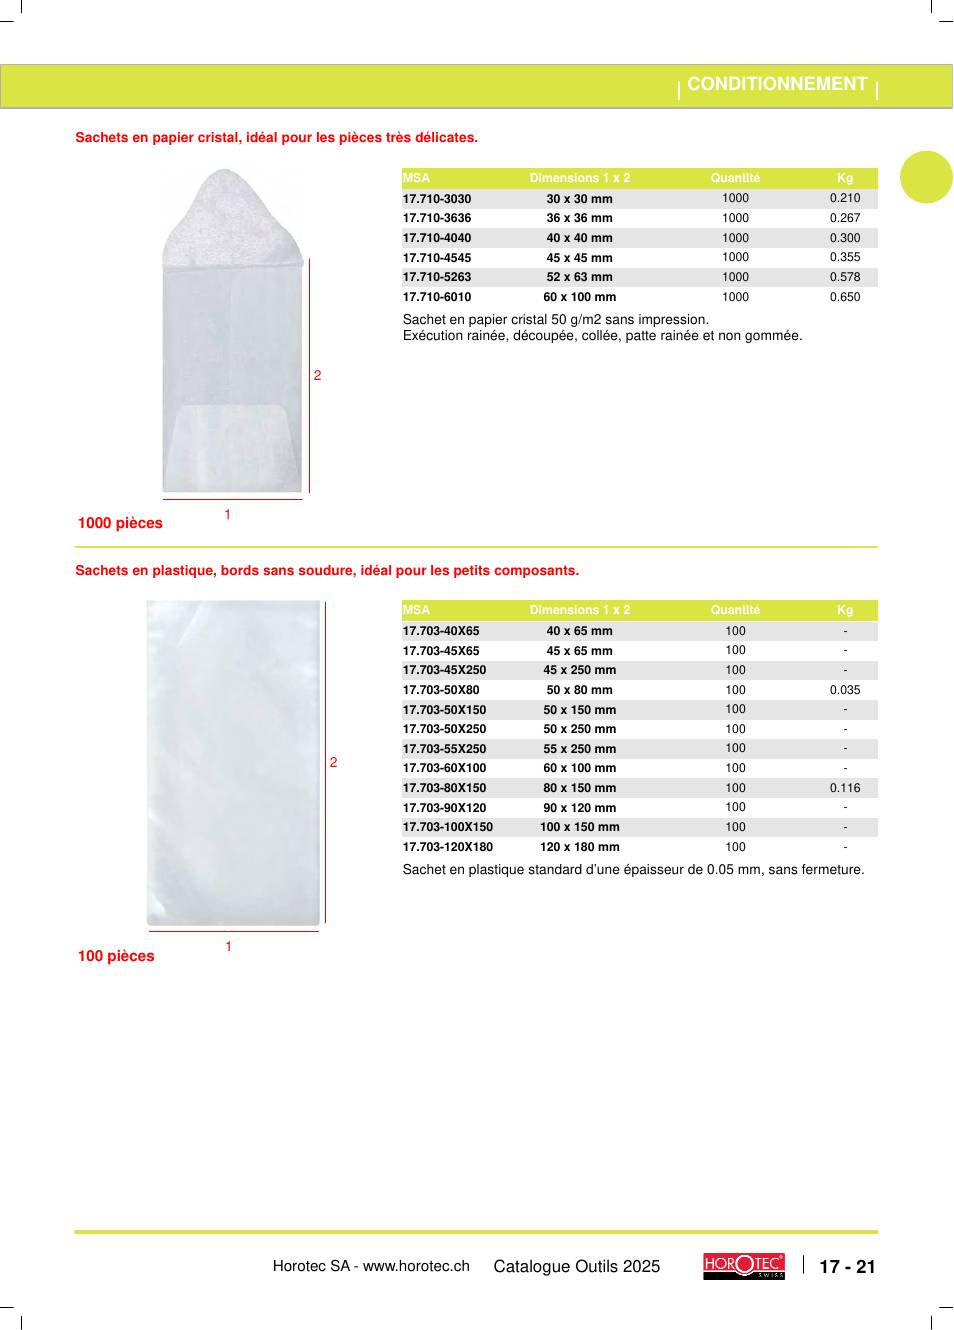 CONDITIONNEMENT
Sachets en papier cristal, idéal pour les pièces très délicates.
MSA Dimensions 1 x 2 Quantité Kg
17.710-3030 30 x 30 mm 1000 0.210
17.710-3636 36 x 36 mm 1000 0.267
17.710-4040 40 x 40 mm 1000 0.300
17.710-4545 45 x 45 mm 1000 0.355
17.710-5263 52 x 63 mm 1000 0.578
17.710-6010 60 x 100 mm 1000 0.650
Sachet en papier cristal 50 g/m2 sans impression.
Exécution rainée, découpée, collée, patte rainée et non gommée.
2
1
1000 pièces
Sachets en plastique, bords sans soudure, idéal pour les petits composants.
MSA Dimensions 1 x 2 Quantité Kg
17.703-40X65 40 x 65 mm 100 -
17.703-45X65 45 x 65 mm 100 -
17.703-45X250 45 x 250 mm 100 -
17.703-50X80 50 x 80 mm 100 0.035
17.703-50X150 50 x 150 mm 100 -
17.703-50X250 50 x 250 mm 100 -
17.703-55X250 55 x 250 mm 100 -
17.703-60X100 60 x 100 mm 100 -
17.703-80X150 80 x 150 mm 100 0.116
17.703-90X120 90 x 120 mm 100 -
17.703-100X150 100 x 150 mm 100 -
17.703-120X180 120 x 180 mm 100 -
Sachet en plastique standard d’une épaisseur de 0.05 mm, sans fermeture.
2
1
100 pièces
Horotec SA - www.horotec.ch Catalogue Outils 2025 HOROTEC® SWISS 17 - 21